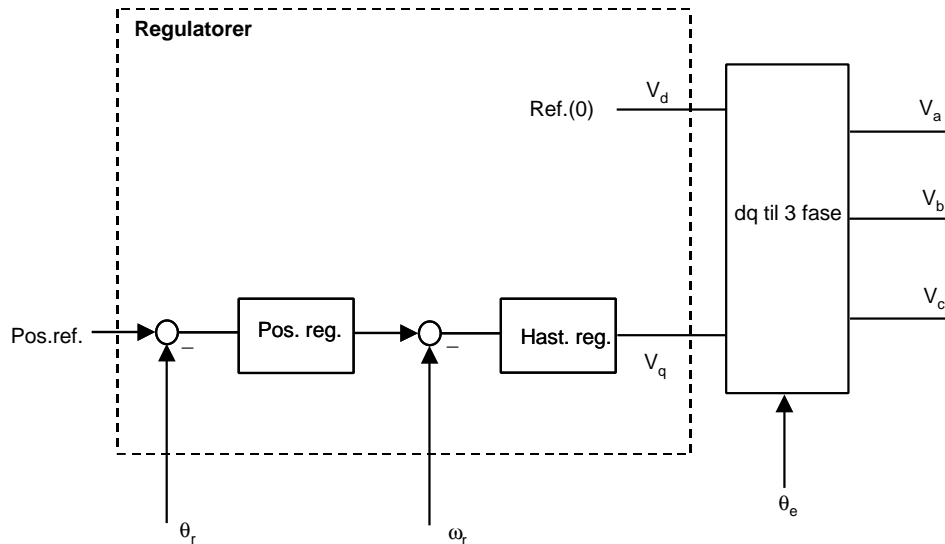 Regulatorer
Ref.(0)
V_d
V_a
dq til 3 fase
V_b
V_c
Pos.ref.
Pos. reg.
Hast. reg.
–
–
V_q
θ_r
ω_r
θ_e